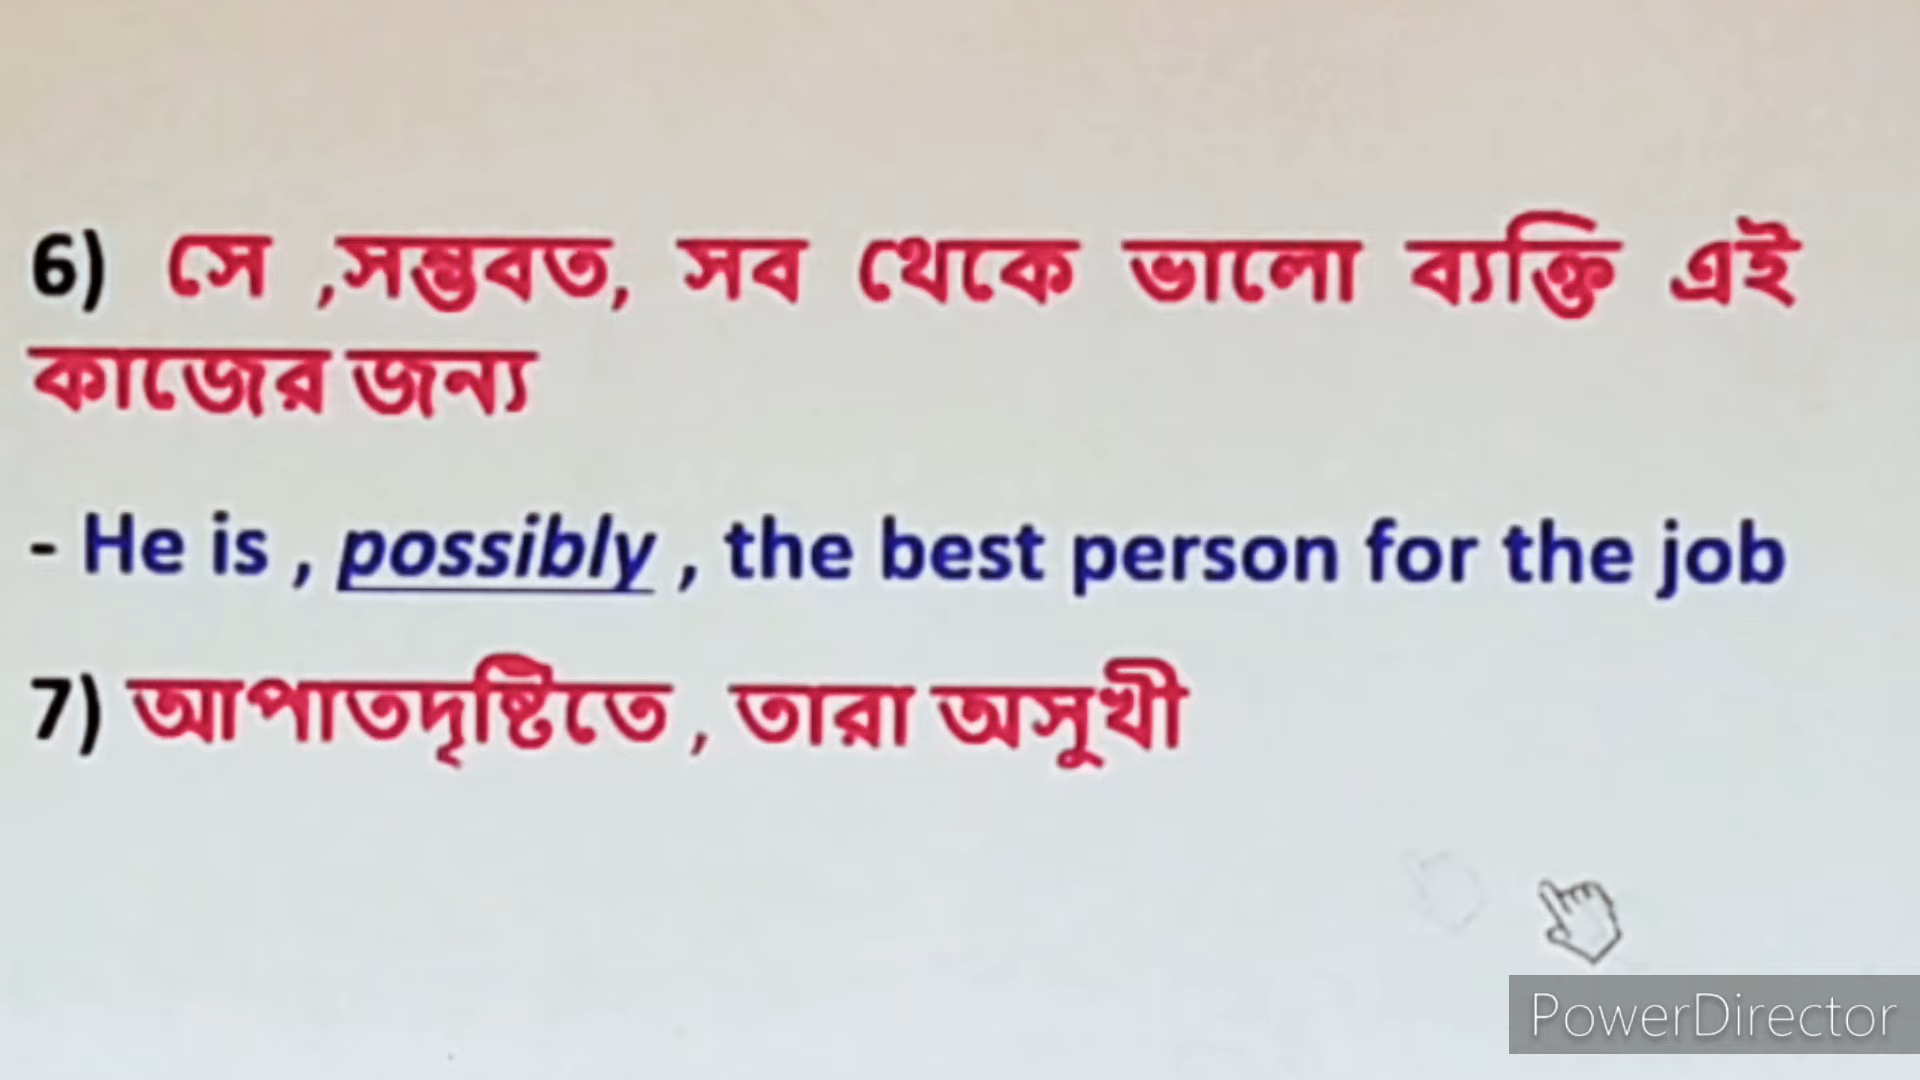 6) সে ,সম্ভবত, সব থেকে ভালো ব্যক্তি এই
কাজের জন্য
- He is , possibly , the best person for the job
7) আপাতদৃষ্টিতে , তারা অসুখী
PowerDirector